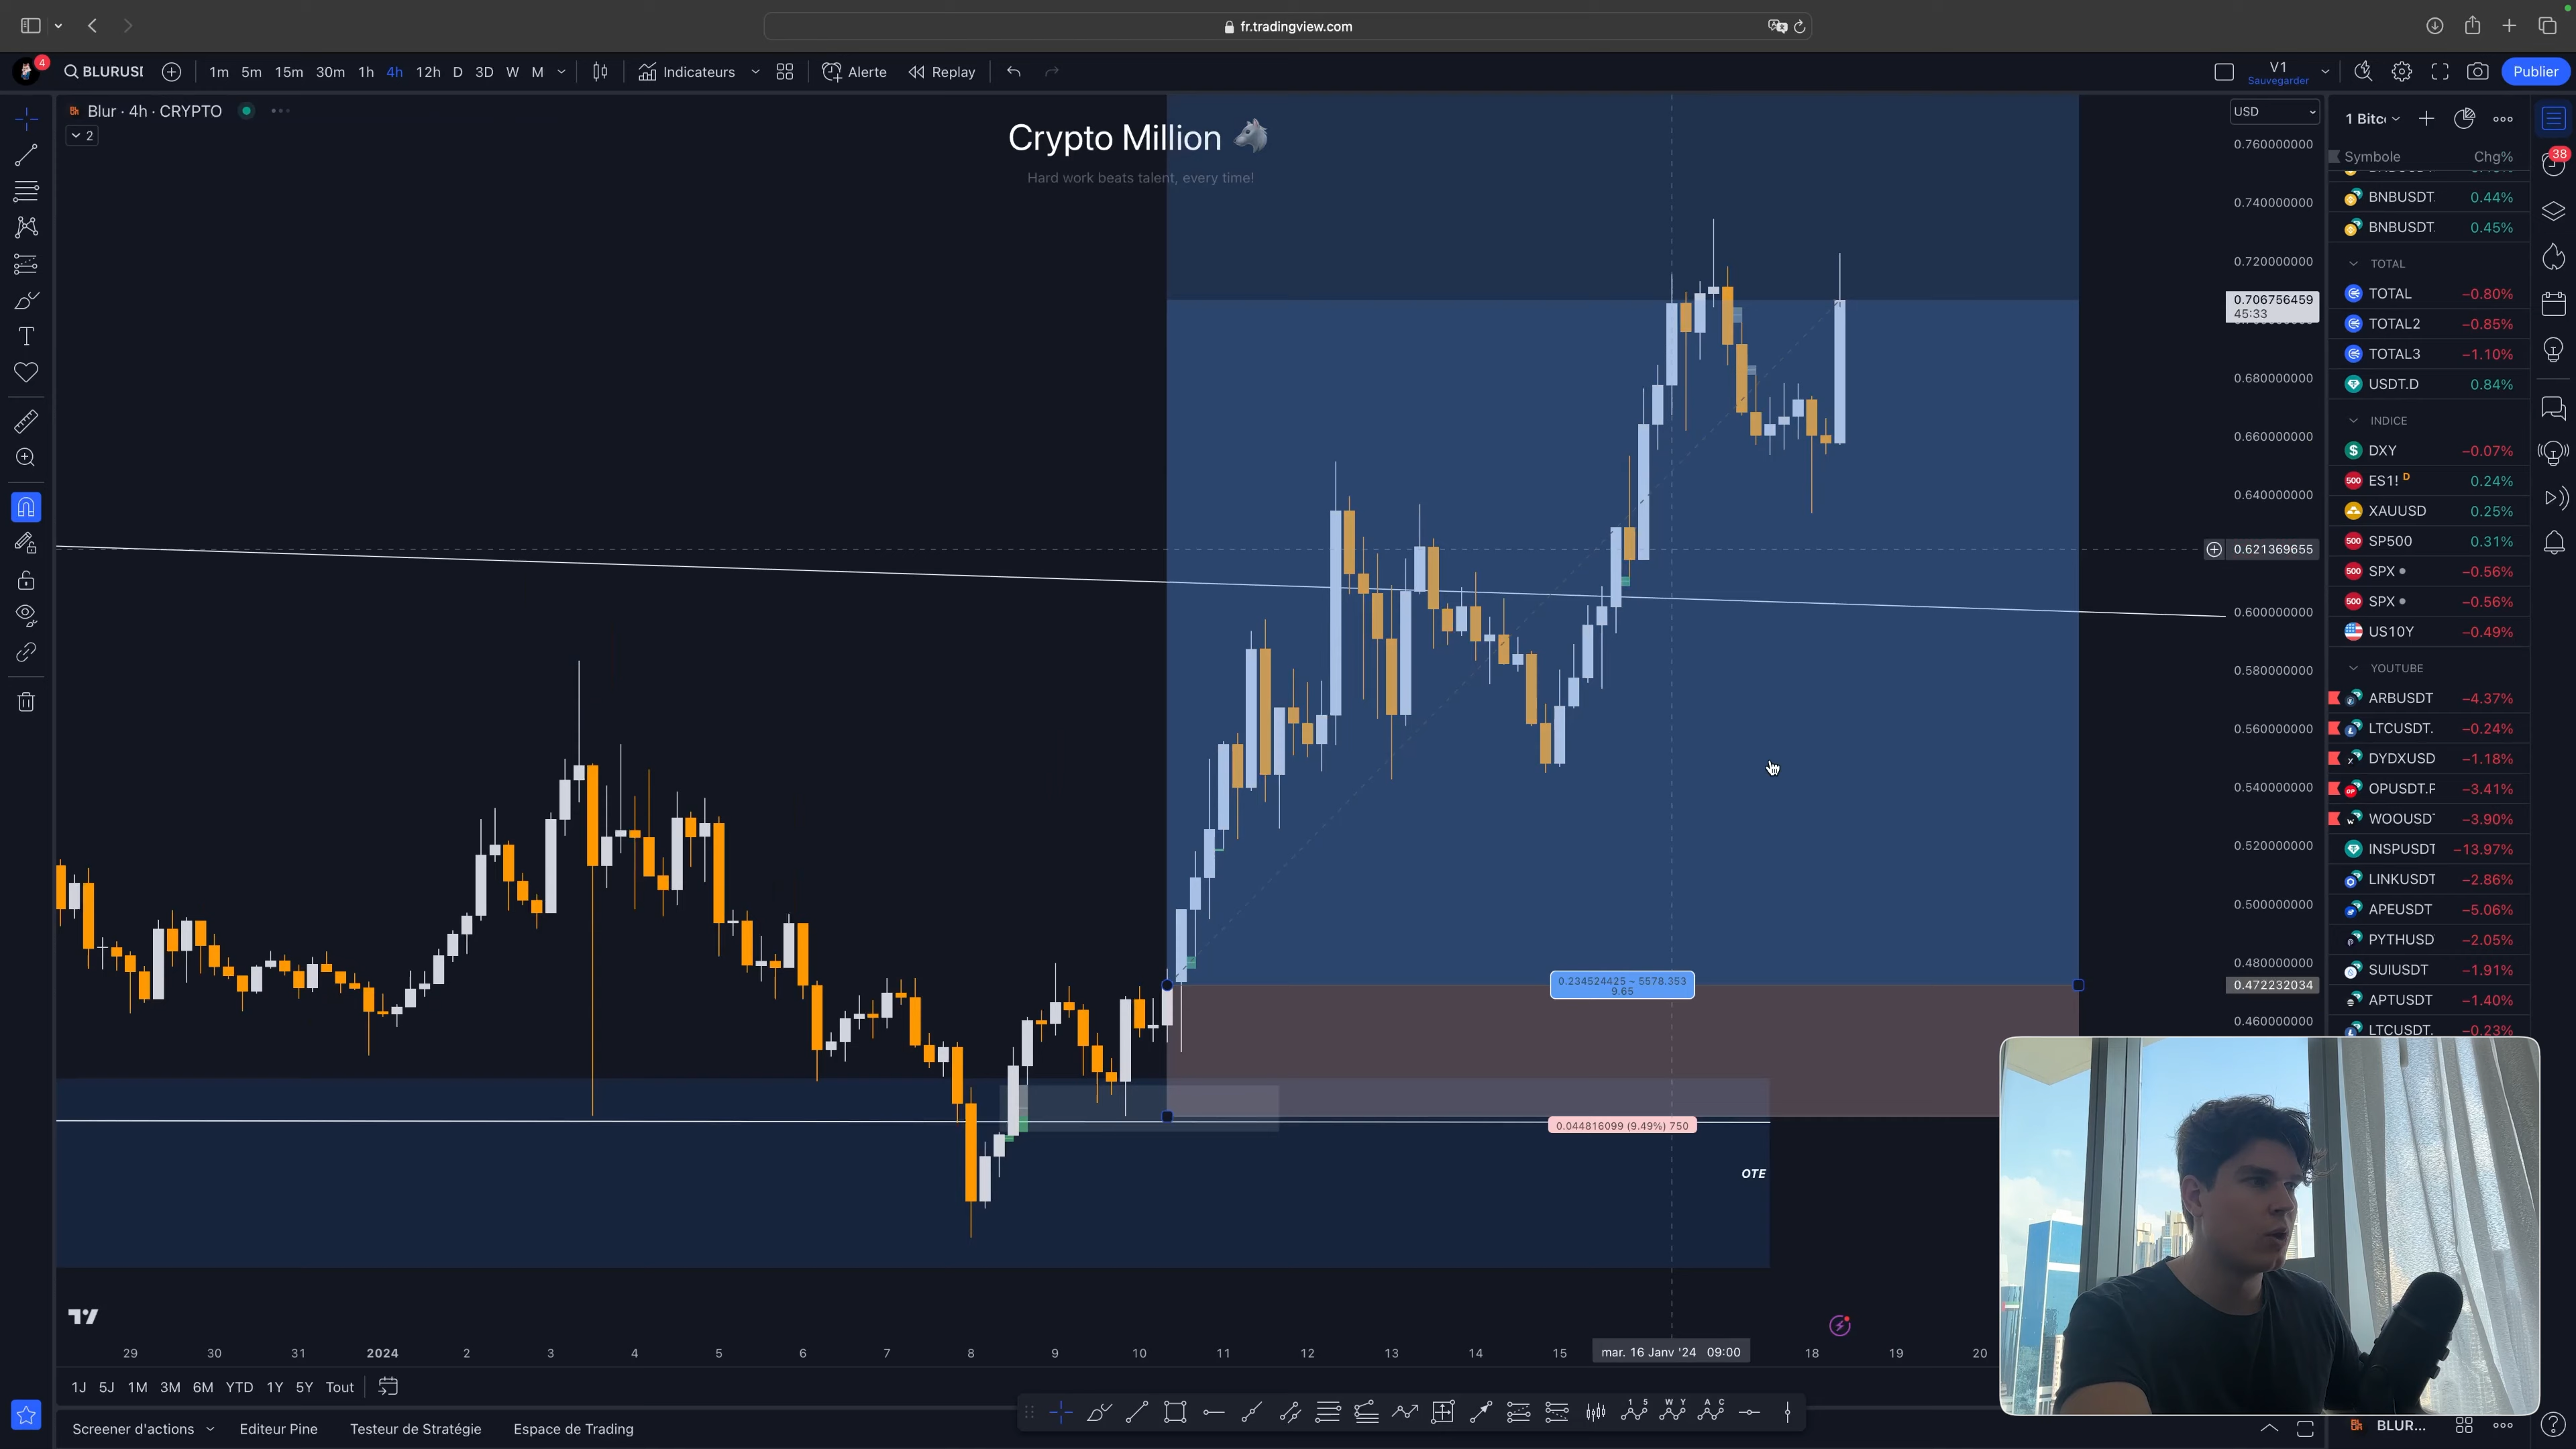 fr.tradingview.com
4
BLURUSI
1m 5m 15m 30m 1h 4h 12h D 3D W M
Indicateurs
Alerte
Replay
V1
Sauvegarder
Publier
Blur · 4h · CRYPTO
2
Crypto Million
Hard work beats talent, every time!
USD
0.760000000
0.740000000
0.720000000
0.706756459
45:33
0.680000000
0.660000000
0.640000000
0.621369655
0.600000000
0.580000000
0.560000000
0.540000000
0.520000000
0.500000000
0.480000000
0.472232034
0.460000000
0.234524425 ~ 5578.353
9.65
0.044816099 (9.49%) 750
OTE
29 30 31 2024 2 3 4 5 6 7 8 9 10 11 12 13 14 15 mar. 16 Janv '24 09:00 18 19 20
1J 5J 1M 3M 6M YTD 1Y 5Y Tout
Screener d'actions
Editeur Pine
Testeur de Stratégie
Espace de Trading
1 Bitc
Symbole Chg%
BNBUSDT. 0.44%
BNBUSDT. 0.45%
TOTAL
TOTAL −0.80%
TOTAL2 −0.85%
TOTAL3 −1.10%
USDT.D 0.84%
INDICE
DXY −0.07%
ES1! D 0.24%
XAUUSD 0.25%
SP500 0.31%
SPX −0.56%
SPX −0.56%
US10Y −0.49%
YOUTUBE
ARBUSDT −4.37%
LTCUSDT. −0.24%
DYDXUSD −1.18%
OPUSDT.P −3.41%
WOOUSD −3.90%
INSPUSDT −13.97%
LINKUSDT −2.86%
APEUSDT −5.06%
PYTHUSD −2.05%
SUIUSDT −1.91%
APTUSDT −1.40%
LTCUSDT. −0.23%
38
BLUR...